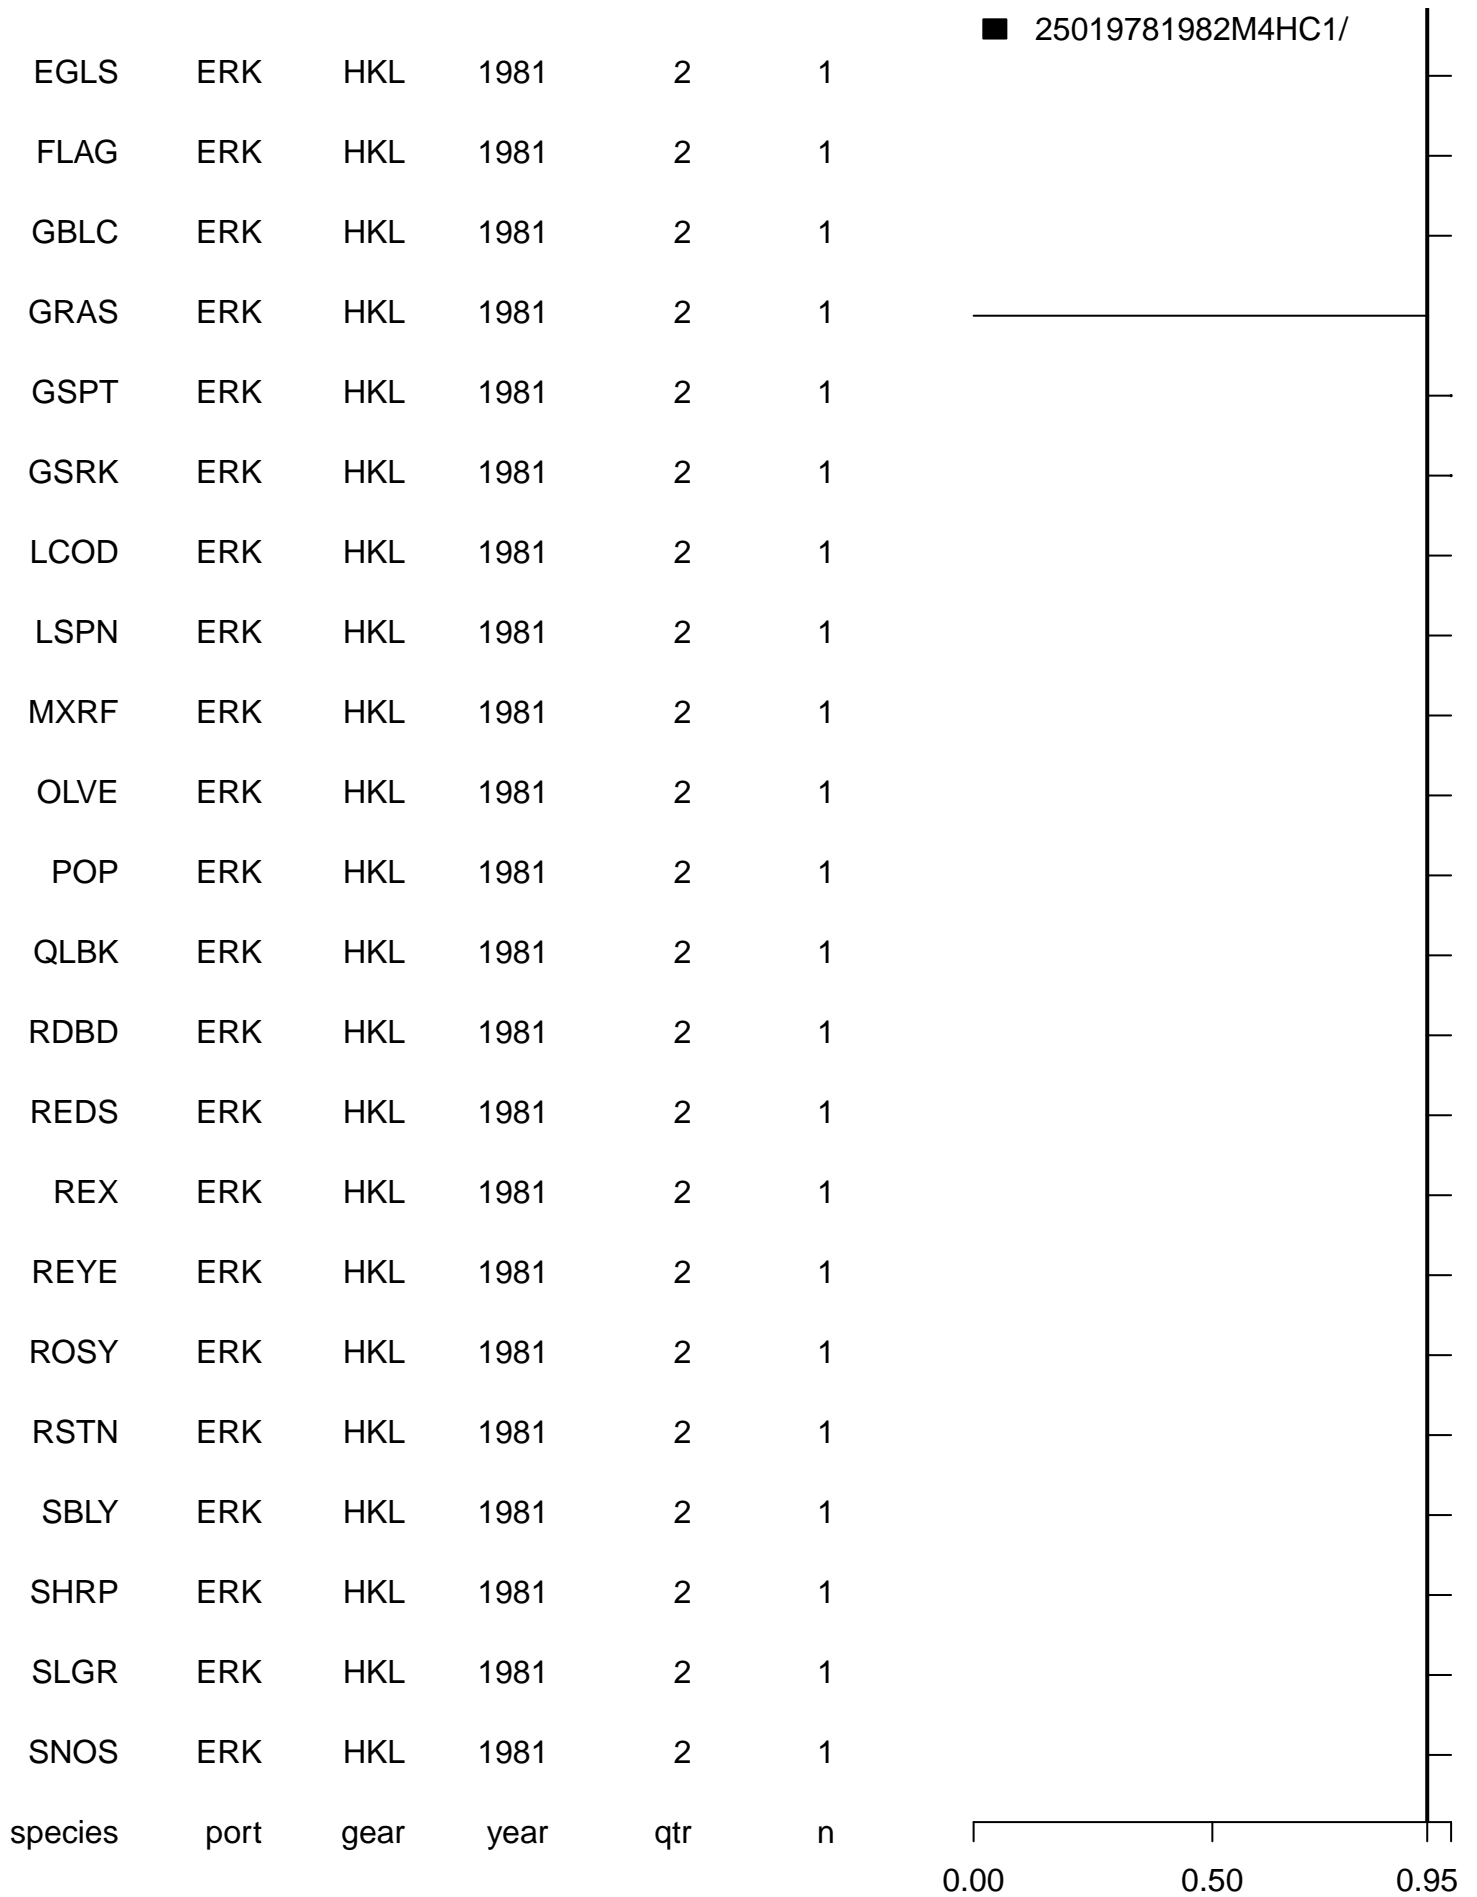 25019781982M4HC1/
EGLS ERK HKL 1981 2 1
FLAG ERK HKL 1981 2 1
GBLC ERK HKL 1981 2 1
GRAS ERK HKL 1981 2 1
GSPT ERK HKL 1981 2 1
GSRK ERK HKL 1981 2 1
LCOD ERK HKL 1981 2 1
LSPN ERK HKL 1981 2 1
MXRF ERK HKL 1981 2 1
OLVE ERK HKL 1981 2 1
POP ERK HKL 1981 2 1
QLBK ERK HKL 1981 2 1
RDBD ERK HKL 1981 2 1
REDS ERK HKL 1981 2 1
REX ERK HKL 1981 2 1
REYE ERK HKL 1981 2 1
ROSY ERK HKL 1981 2 1
RSTN ERK HKL 1981 2 1
SBLY ERK HKL 1981 2 1
SHRP ERK HKL 1981 2 1
SLGR ERK HKL 1981 2 1
SNOS ERK HKL 1981 2 1
species port gear year qtr n
0.00 0.50 0.95